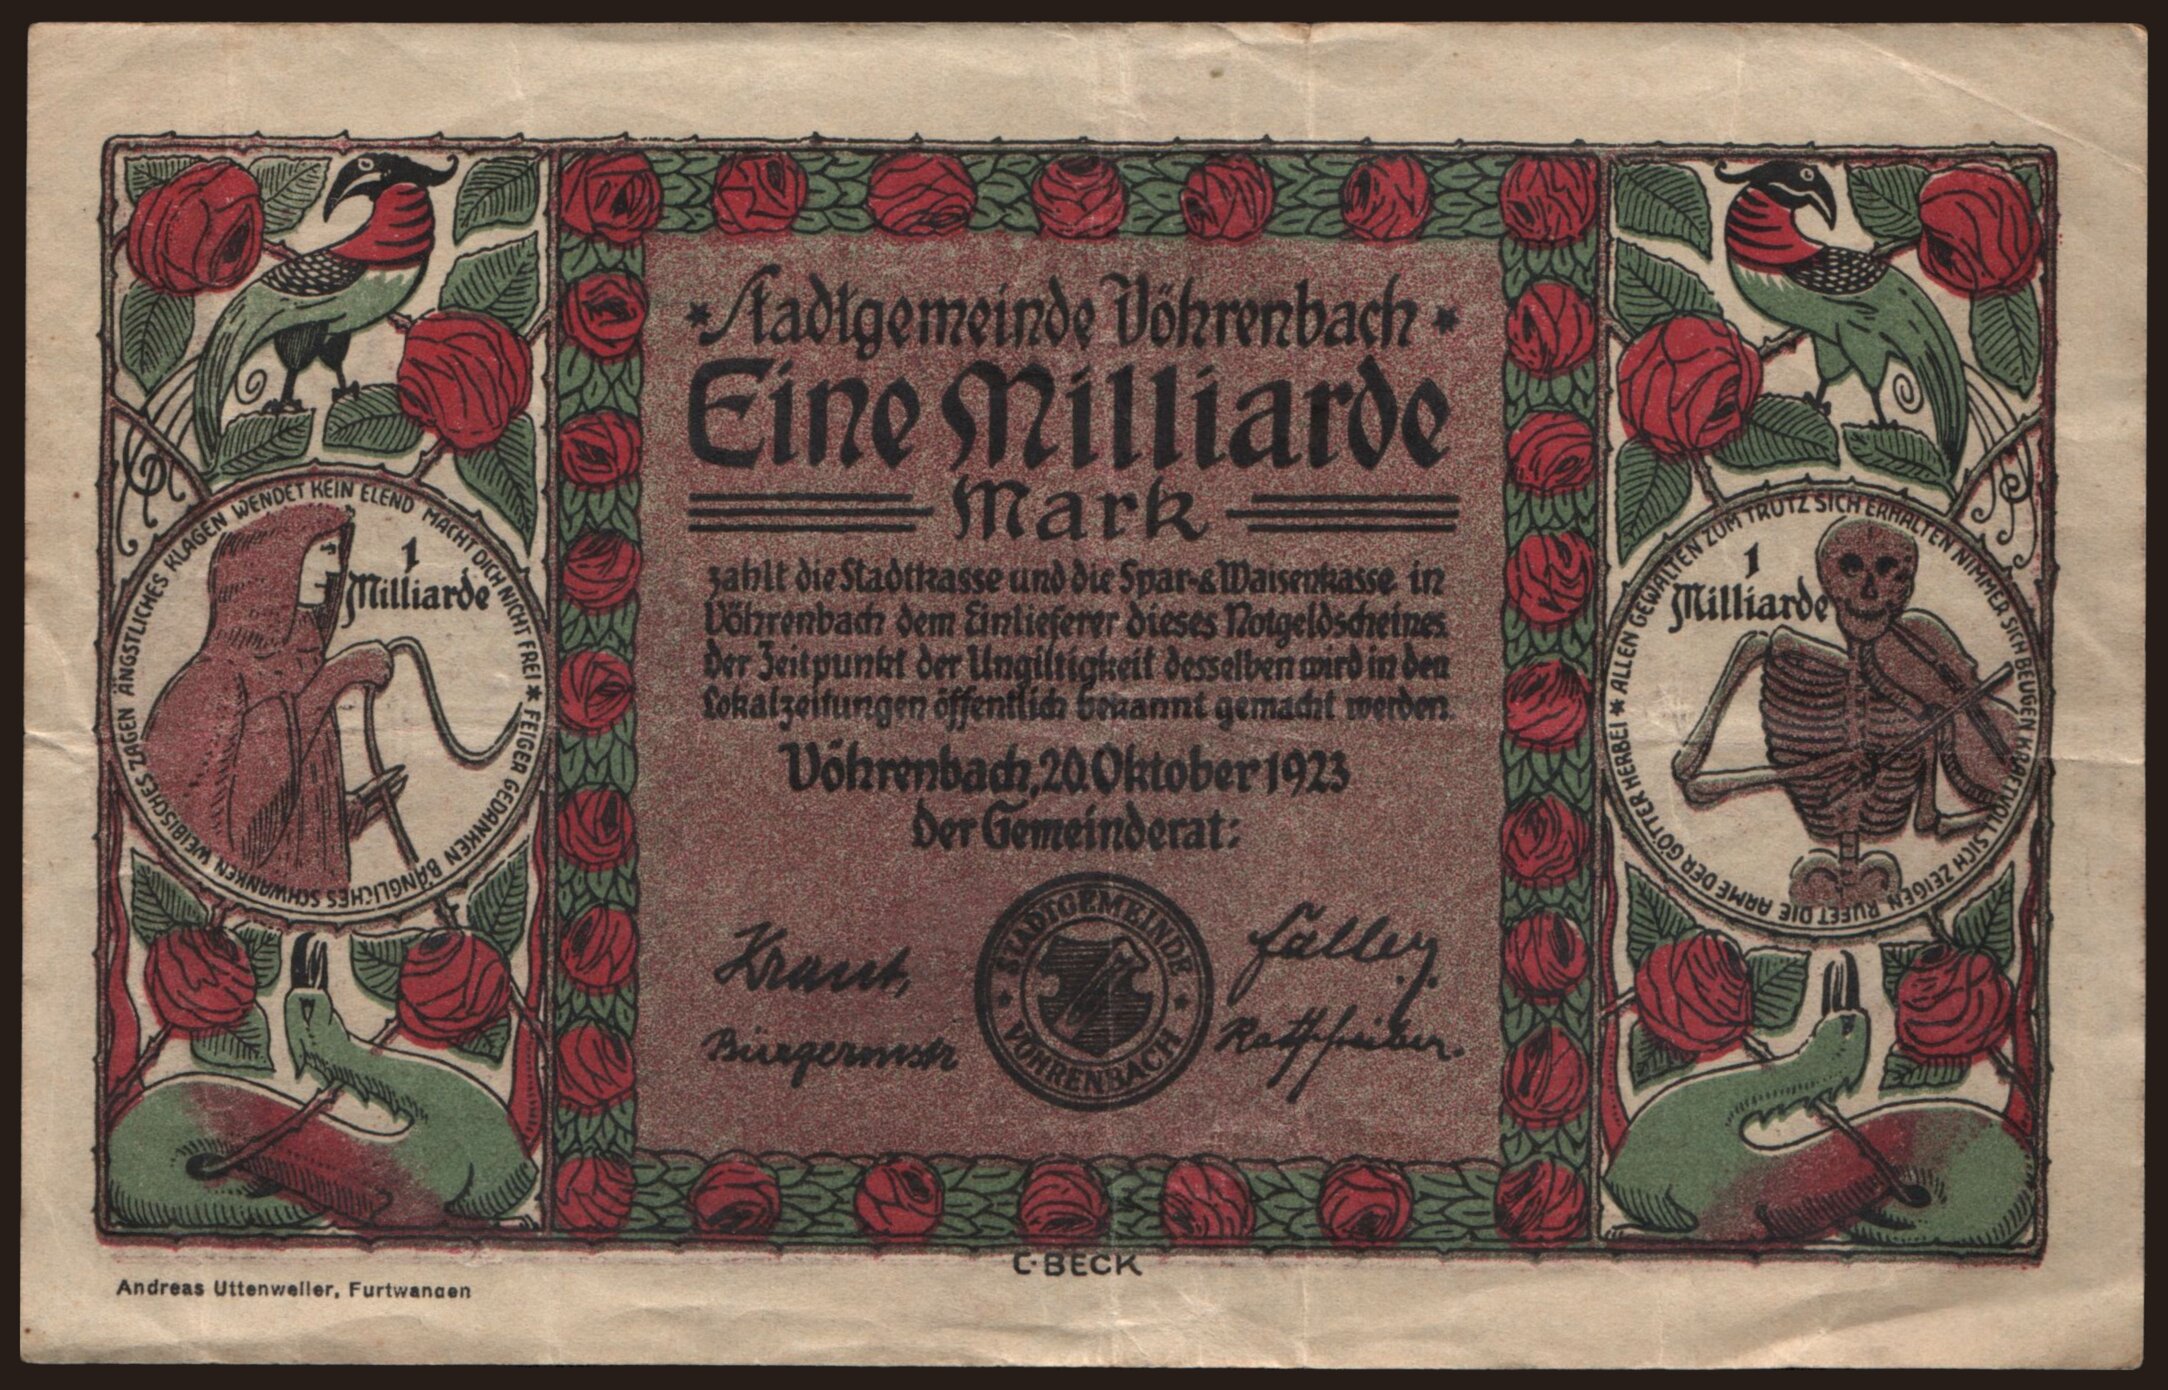 * Stadtgemeinde Vöhrenbach *
Eine Milliarde
Mark
zahlt die Stadtkasse und die Spar-& Waisenkasse in
Vöhrenbach dem Einlieferer dieses Notgeldscheines.
Der Zeitpunkt der Ungiltigkeit desselben wird in den
Lokalzeitungen öffentlich bekannt gemacht werden.
Vöhrenbach, 20. Oktober 1923
Der Gemeinderat:
Kraut,
Bürgermstr
STADTGEMEINDE * VÖHRENBACH *
Ratschreiber.
FEIGER GEDANKEN BÄNGLICHES SCHWANKEN WEIBISCHES ZAGEN ÄNGSTLICHES KLAGEN WENDET KEIN ELEND MACHT DICH NICHT FREI *
1
Milliarde
ALLEN GEWALTEN ZUM TRUTZ SICH ERHALTEN NIMMER SICH BEUGEN KRAFTVOLL SICH ZEIGEN RUFET DIE ARME DER GÖTTER HERBEI *
1
Milliarde
C·BECK
Andreas Uttenweiler, Furtwangen